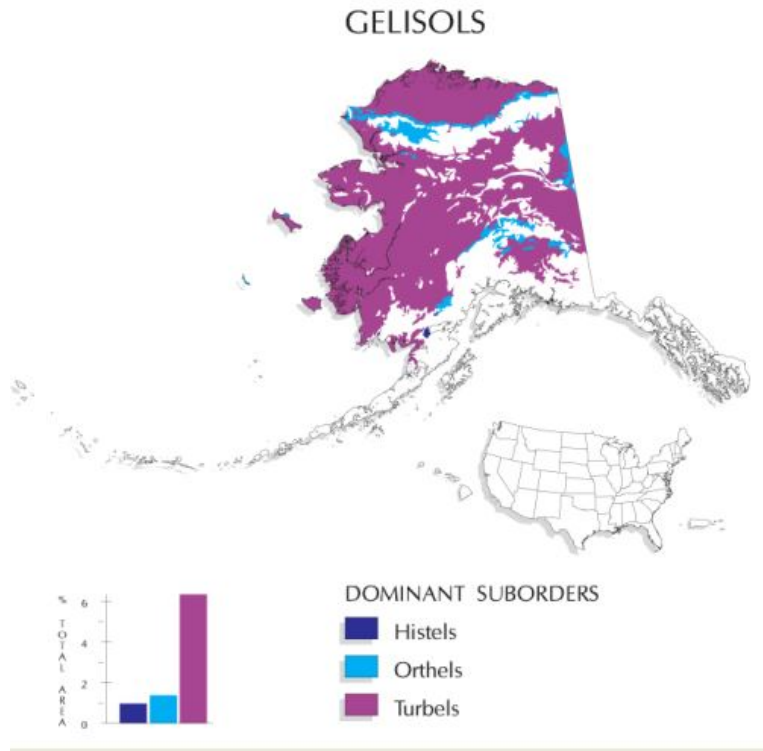 GELISOLS
% TOTAL AREA
6
4
2
0
DOMINANT SUBORDERS
Histels
Orthels
Turbels